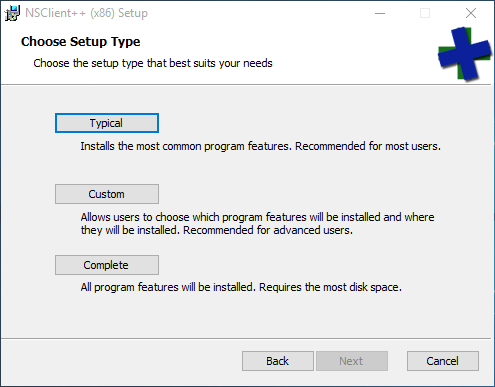 NSClient++ (x86) Setup
Choose Setup Type
Choose the setup type that best suits your needs
Typical
Installs the most common program features. Recommended for most users.
Custom
Allows users to choose which program features will be installed and where
they will be installed. Recommended for advanced users.
Complete
All program features will be installed. Requires the most disk space.
Back
Next
Cancel